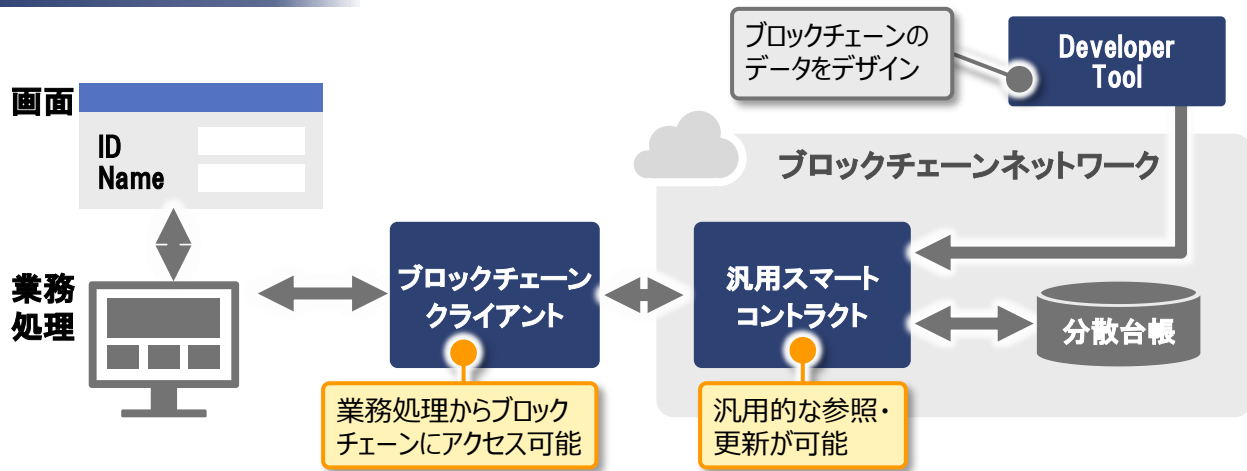 ブロックチェーンの
データをデザイン
Developer
Tool
画面
ID
Name
ブロックチェーンネットワーク
業務
処理
ブロックチェーン
クライアント
汎用スマート
コントラクト
分散台帳
業務処理からブロック
チェーンにアクセス可能
汎用的な参照・
更新が可能